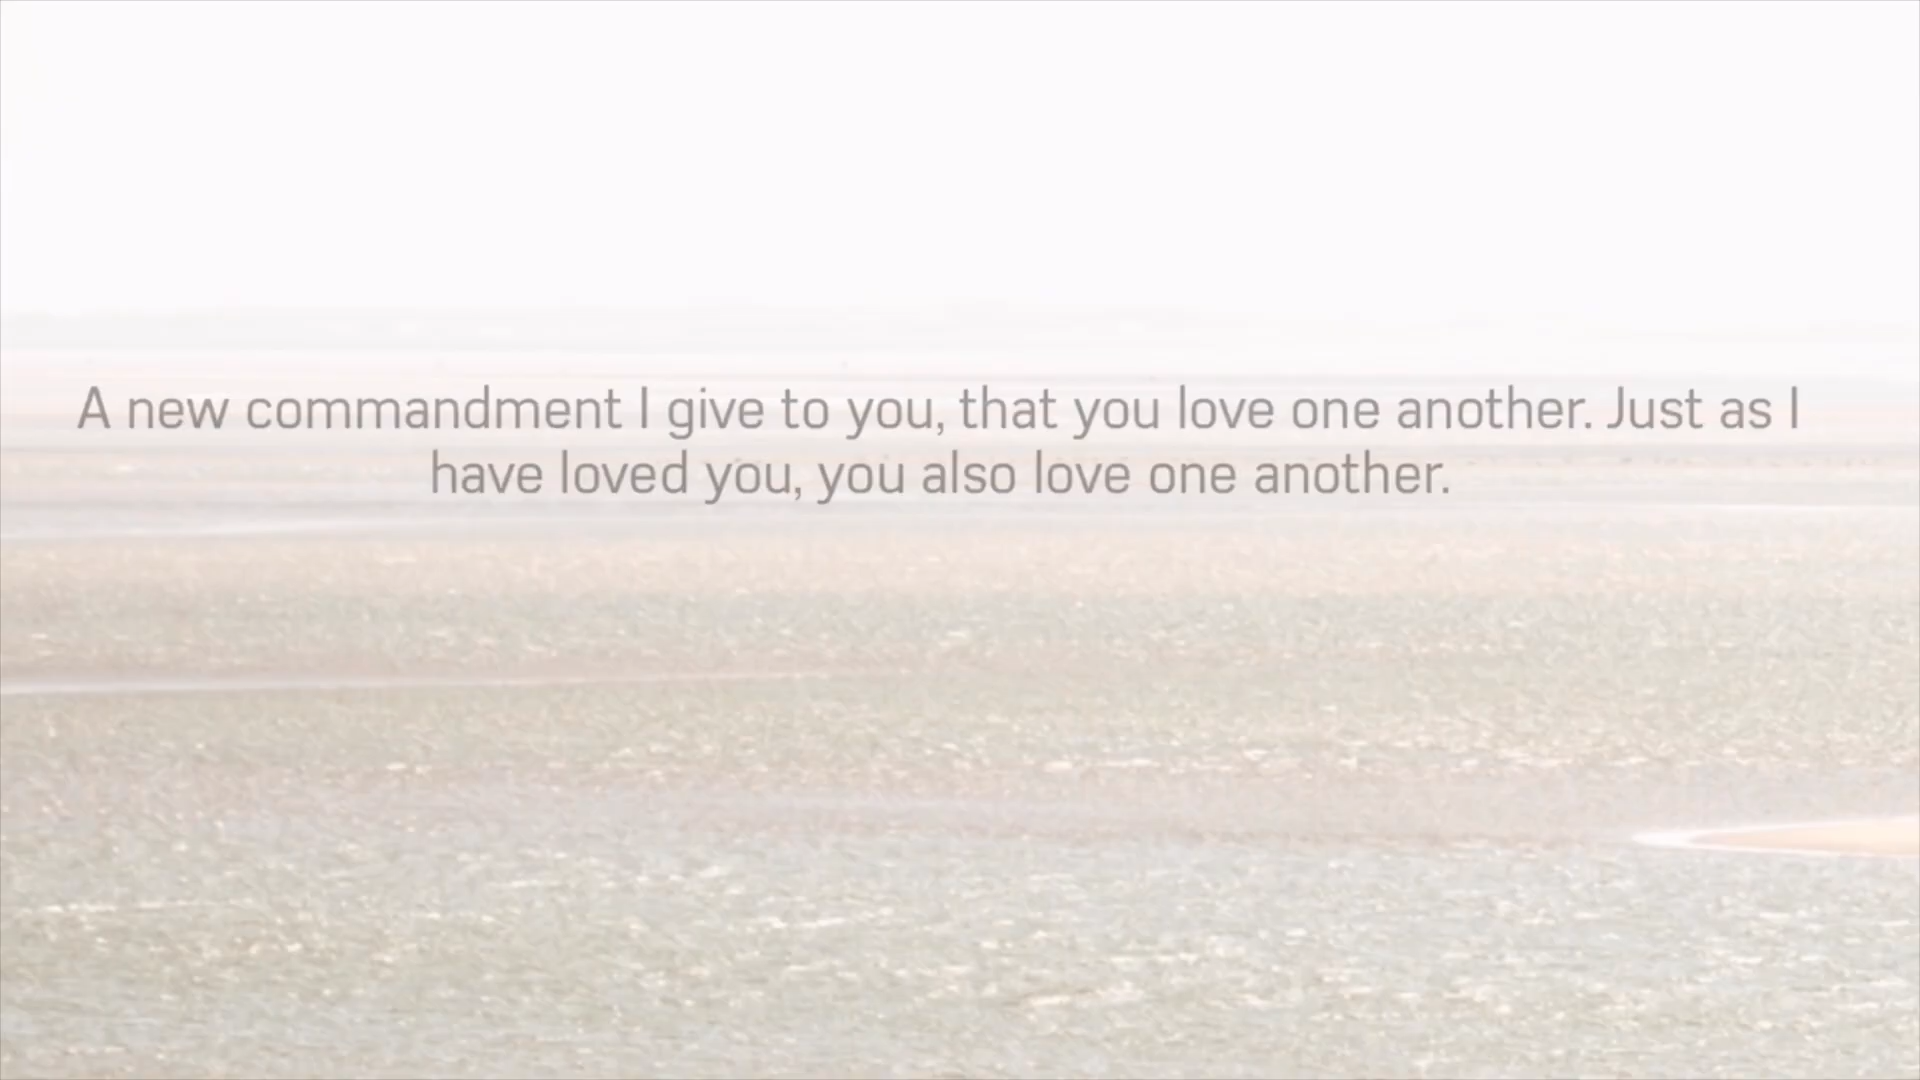 A new commandment I give to you, that you love one another. Just as I
have loved you, you also love one another.